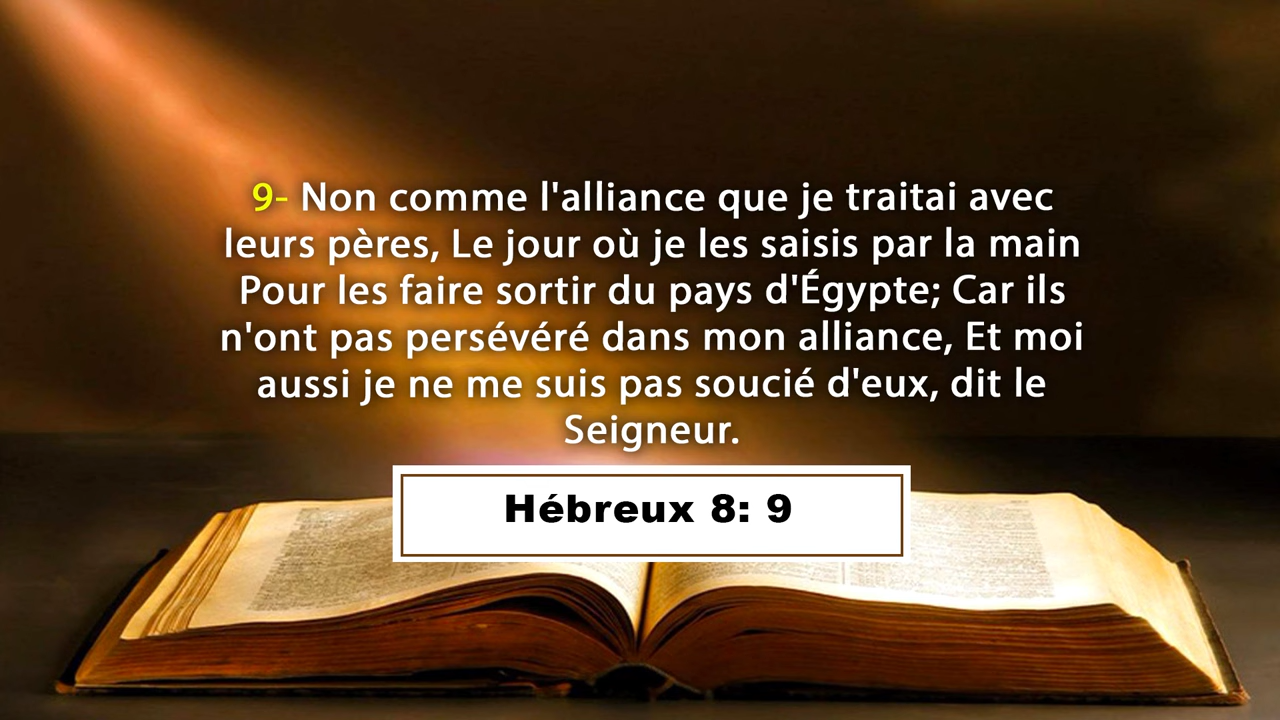 9- Non comme l'alliance que je traitai avec
leurs pères, Le jour où je les saisis par la main
Pour les faire sortir du pays d'Égypte; Car ils
n'ont pas persévéré dans mon alliance, Et moi
aussi je ne me suis pas soucié d'eux, dit le
Seigneur.
Hébreux 8: 9